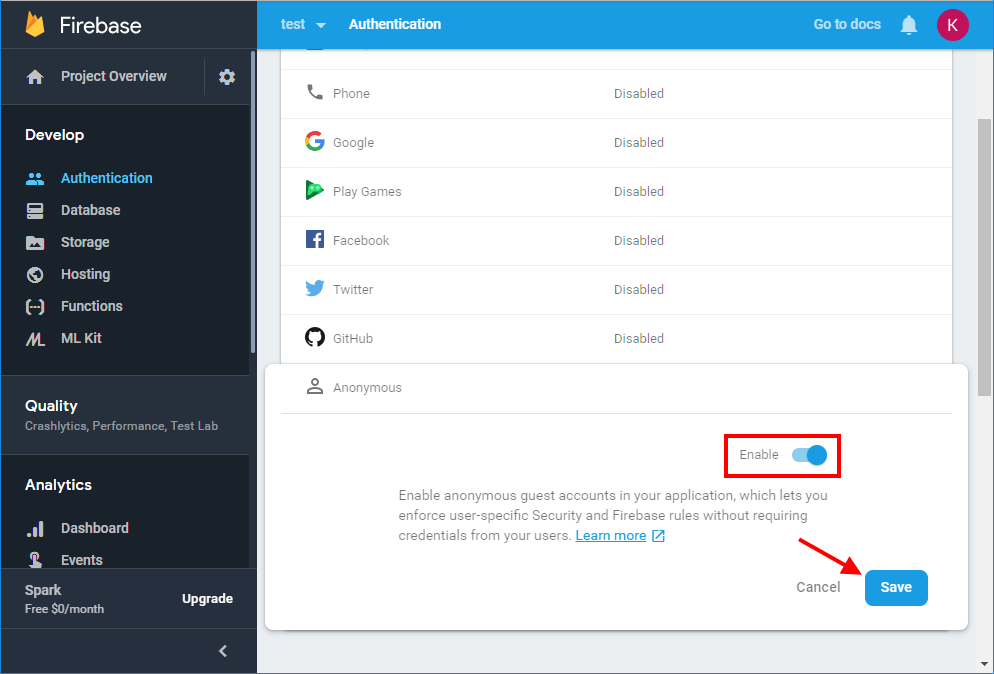 Firebase
test
Authentication
Go to docs
K
Project Overview
Develop
Authentication
Database
Storage
Hosting
Functions
ML Kit
Quality
Crashlytics, Performance, Test Lab
Analytics
Dashboard
Events
Spark
Free $0/month
Upgrade
Phone Disabled
Google Disabled
Play Games Disabled
Facebook Disabled
Twitter Disabled
GitHub Disabled
Anonymous
Enable
Enable anonymous guest accounts in your application, which lets you
enforce user-specific Security and Firebase rules without requiring
credentials from your users. Learn more
Cancel
Save